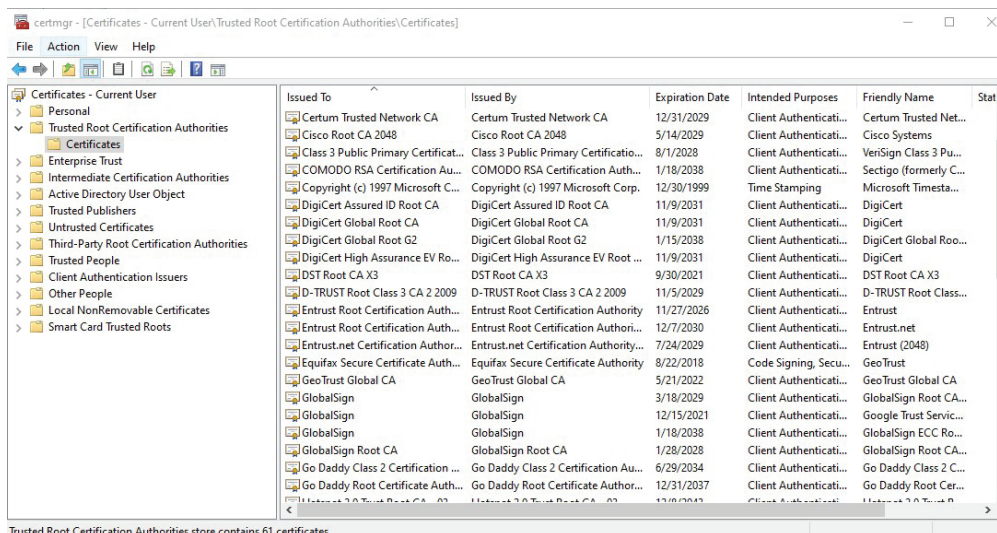 certmgr - [Certificates - Current User\Trusted Root Certification Authorities\Certificates]
File Action View Help
Certificates - Current User
Personal
Trusted Root Certification Authorities
Certificates
Enterprise Trust
Intermediate Certification Authorities
Active Directory User Object
Trusted Publishers
Untrusted Certificates
Third-Party Root Certification Authorities
Trusted People
Client Authentication Issuers
Other People
Local NonRemovable Certificates
Smart Card Trusted Roots
Issued To Issued By Expiration Date Intended Purposes Friendly Name Stat
Certum Trusted Network CA Certum Trusted Network CA 12/31/2029 Client Authenticati... Certum Trusted Net...
Cisco Root CA 2048 Cisco Root CA 2048 5/14/2029 Client Authenticati... Cisco Systems
Class 3 Public Primary Certificat... Class 3 Public Primary Certificatio... 8/1/2028 Client Authenticati... VeriSign Class 3 Pu...
COMODO RSA Certification Au... COMODO RSA Certification Auth... 1/18/2038 Client Authenticati... Sectigo (formerly C...
Copyright (c) 1997 Microsoft C... Copyright (c) 1997 Microsoft Corp. 12/30/1999 Time Stamping Microsoft Timesta...
DigiCert Assured ID Root CA DigiCert Assured ID Root CA 11/9/2031 Client Authenticati... DigiCert
DigiCert Global Root CA DigiCert Global Root CA 11/9/2031 Client Authenticati... DigiCert
DigiCert Global Root G2 DigiCert Global Root G2 1/15/2038 Client Authenticati... DigiCert Global Roo...
DigiCert High Assurance EV Ro... DigiCert High Assurance EV Root ... 11/9/2031 Client Authenticati... DigiCert
DST Root CA X3 DST Root CA X3 9/30/2021 Client Authenticati... DST Root CA X3
D-TRUST Root Class 3 CA 2 2009 D-TRUST Root Class 3 CA 2 2009 11/5/2029 Client Authenticati... D-TRUST Root Class...
Entrust Root Certification Auth... Entrust Root Certification Authority 11/27/2026 Client Authenticati... Entrust
Entrust Root Certification Auth... Entrust Root Certification Authori... 12/7/2030 Client Authenticati... Entrust.net
Entrust.net Certification Author... Entrust.net Certification Authority... 7/24/2029 Client Authenticati... Entrust (2048)
Equifax Secure Certificate Auth... Equifax Secure Certificate Authority 8/22/2018 Code Signing, Secu... GeoTrust
GeoTrust Global CA GeoTrust Global CA 5/21/2022 Client Authenticati... GeoTrust Global CA
GlobalSign GlobalSign 3/18/2029 Client Authenticati... GlobalSign Root CA...
GlobalSign GlobalSign 12/15/2021 Client Authenticati... Google Trust Servic...
GlobalSign GlobalSign 1/18/2038 Client Authenticati... GlobalSign ECC Ro...
GlobalSign Root CA GlobalSign Root CA 1/28/2028 Client Authenticati... GlobalSign Root CA...
Go Daddy Class 2 Certification ... Go Daddy Class 2 Certification Au... 6/29/2034 Client Authenticati... Go Daddy Class 2 C...
Go Daddy Root Certificate Auth... Go Daddy Root Certificate Author... 12/31/2037 Client Authenticati... Go Daddy Root Cer...
Trusted Root Certification Authorities store contains 61 certificates.